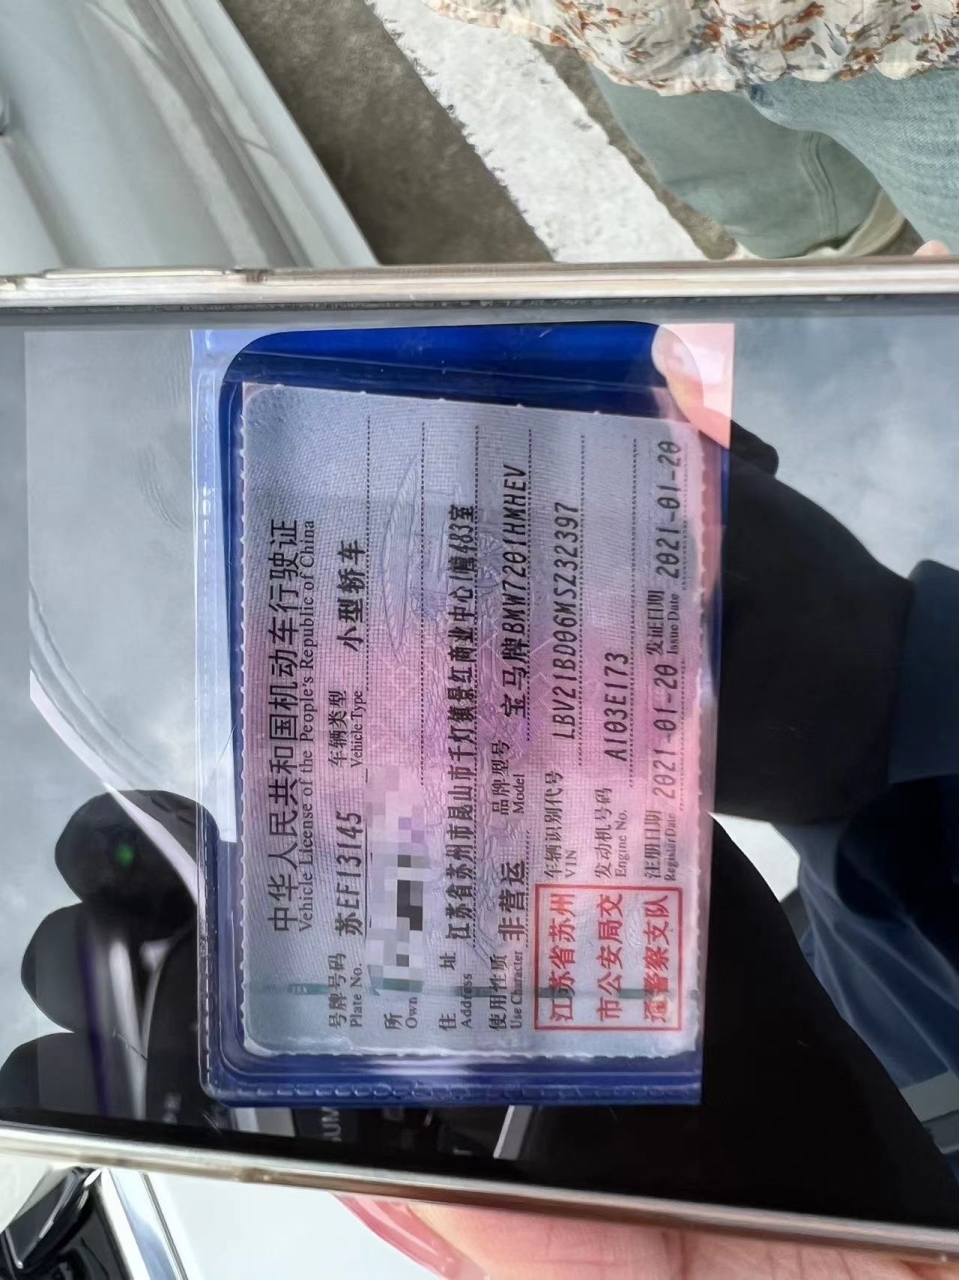 中华人民共和国机动车行驶证
Vehicle License of the People's Republic of China
号牌号码 苏EF13145 车辆类型 小型轿车
Plate No. Vehicle Type
所
Own
住 址 江苏省苏州市昆山市千灯镇景红商业中心1幢483室
Address
使用性质 非营运 品牌型号 宝马牌BMW7201HMHEV
Use Character Model
江苏省苏州
市公安局交
通警察支队
车辆识别代号 LBV21BD06MSZ32397
VIN
发动机号码 A103E173
Engine No.
注册日期 2021-01-20 发证日期 2021-01-20
Register Date Issue Date